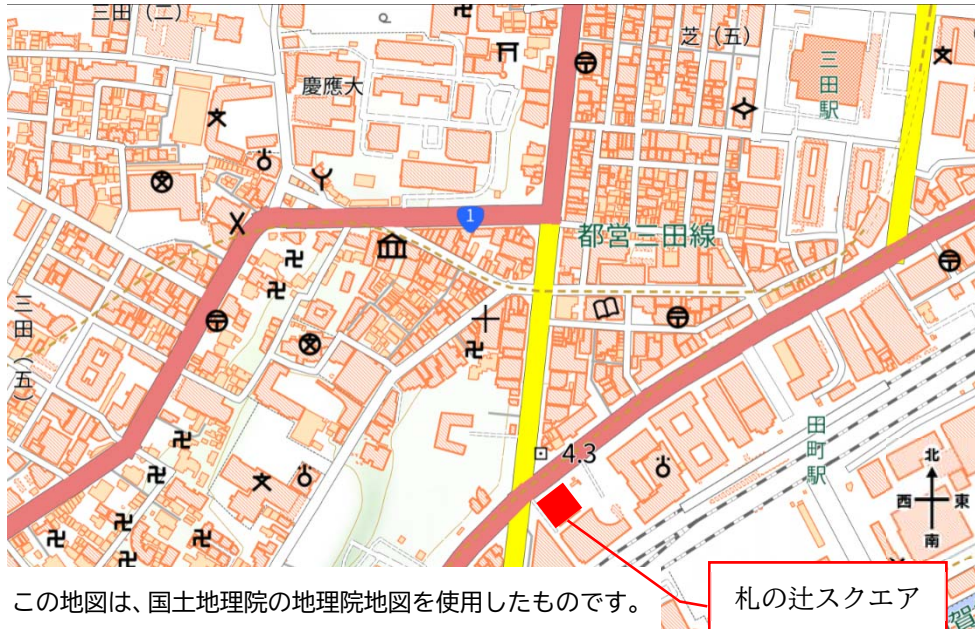 三田（二）
慶應大
芝（五）
三田駅
1
都営三田線
三田（五）
4.3
田町駅
北
西 東
南
札の辻スクエア
この地図は、国土地理院の地理院地図を使用したものです。